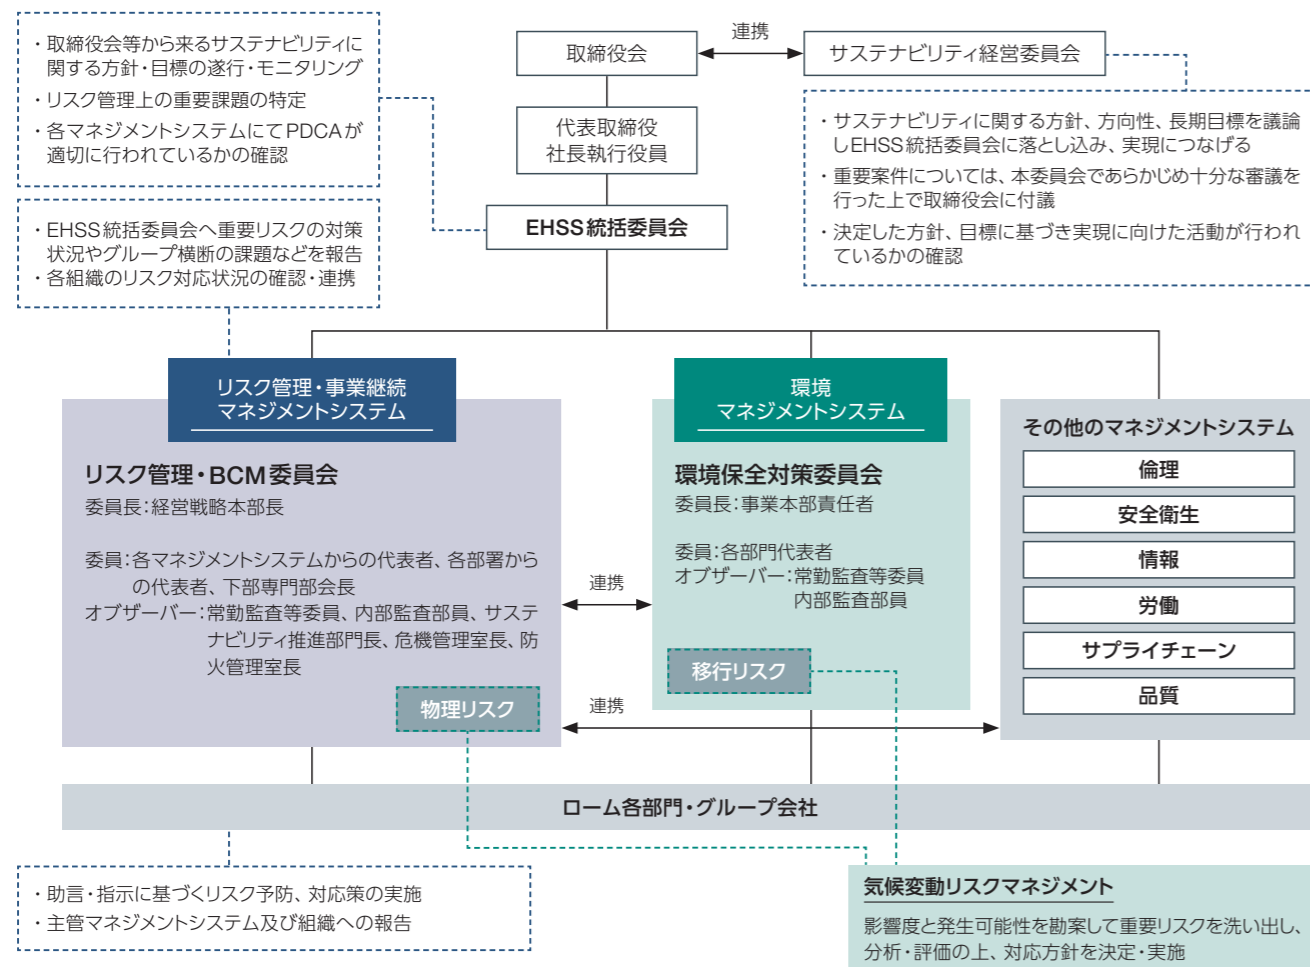 ・取締役会等から来るサステナビリティに
関する方針・目標の遂行・モニタリング
・リスク管理上の重要課題の特定
・各マネジメントシステムにてPDCAが
適切に行われているかの確認
取締役会
連携
サステナビリティ経営委員会
代表取締役
社長執行役員
・サステナビリティに関する方針、方向性、長期目標を議論
しEHSS統括委員会に落とし込み、実現につなげる
・重要案件については、本委員会であらかじめ十分な審議を
行った上で取締役会に付議
・決定した方針、目標に基づき実現に向けた活動が行われ
ているかの確認
EHSS統括委員会
・EHSS統括委員会へ重要リスクの対策
状況やグループ横断の課題などを報告
・各組織のリスク対応状況の確認・連携
リスク管理・事業継続
マネジメントシステム
リスク管理・BCM委員会
委員長：経営戦略本部長
委員：各マネジメントシステムからの代表者、各部署から
の代表者、下部専門部会長
オブザーバー：常勤監査等委員、内部監査部員、サステ
ナビリティ推進部門長、危機管理室長、防
火管理室長
物理リスク
連携
連携
環境
マネジメントシステム
環境保全対策委員会
委員長：事業本部責任者
委員：各部門代表者
オブザーバー：常勤監査等委員
内部監査部員
移行リスク
その他のマネジメントシステム
倫理
安全衛生
情報
労働
サプライチェーン
品質
ローム各部門・グループ会社
・助言・指示に基づくリスク予防、対応策の実施
・主管マネジメントシステム及び組織への報告
気候変動リスクマネジメント
影響度と発生可能性を勘案して重要リスクを洗い出し、
分析・評価の上、対応方針を決定・実施